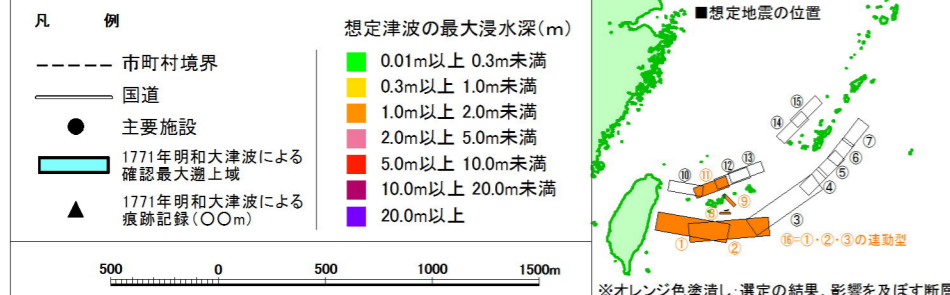 凡 例
市町村境界
国道
主要施設
1771年明和大津波による
確認最大遡上域
1771年明和大津波による
痕跡記録(〇〇m)
想定津波の最大浸水深(m)
0.01m以上 0.3m未満
0.3m以上 1.0m未満
1.0m以上 2.0m未満
2.0m以上 5.0m未満
5.0m以上 10.0m未満
10.0m以上 20.0m未満
20.0m以上
500 0 500 1000 1500m
■想定地震の位置
⑮
⑭
⑦
⑥
⑤
④
⑬
⑫
⑪
⑩
⑨
⑧
③
①
②
⑯=①・②・③の連動型
※オレンジ色塗潰し:選定の結果、影響を及ぼす断層